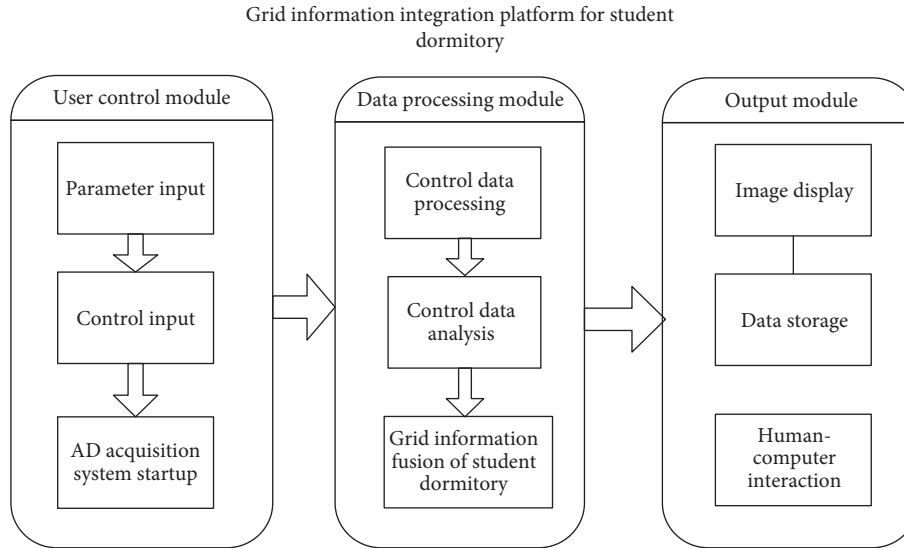 Grid information integration platform for student
dormitory
User control module
Parameter input
Control input
AD acquisition
system startup
Data processing module
Control data
processing
Control data
analysis
Grid information
fusion of student
dormitory
Output module
Image display
Data storage
Human-
computer
interaction